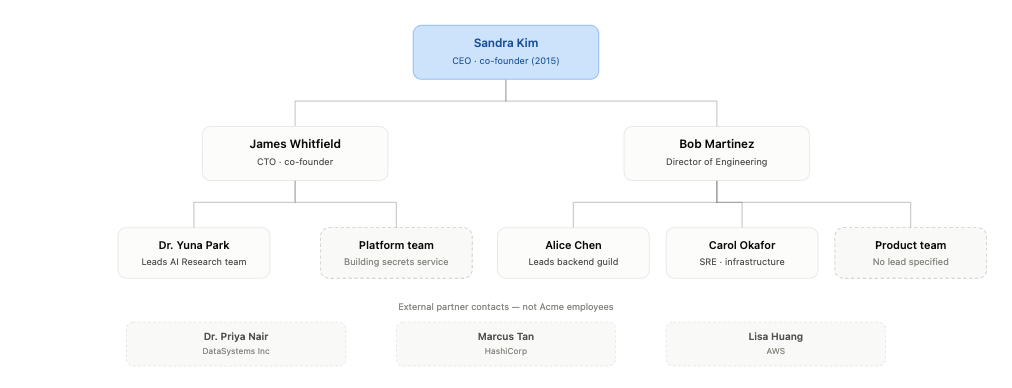 Sandra Kim
CEO · co-founder (2015)
James Whitfield
CTO · co-founder
Bob Martinez
Director of Engineering
Dr. Yuna Park
Leads AI Research team
Platform team
Building secrets service
Alice Chen
Leads backend guild
Carol Okafor
SRE · infrastructure
Product team
No lead specified
External partner contacts — not Acme employees
Dr. Priya Nair
DataSystems Inc
Marcus Tan
HashiCorp
Lisa Huang
AWS